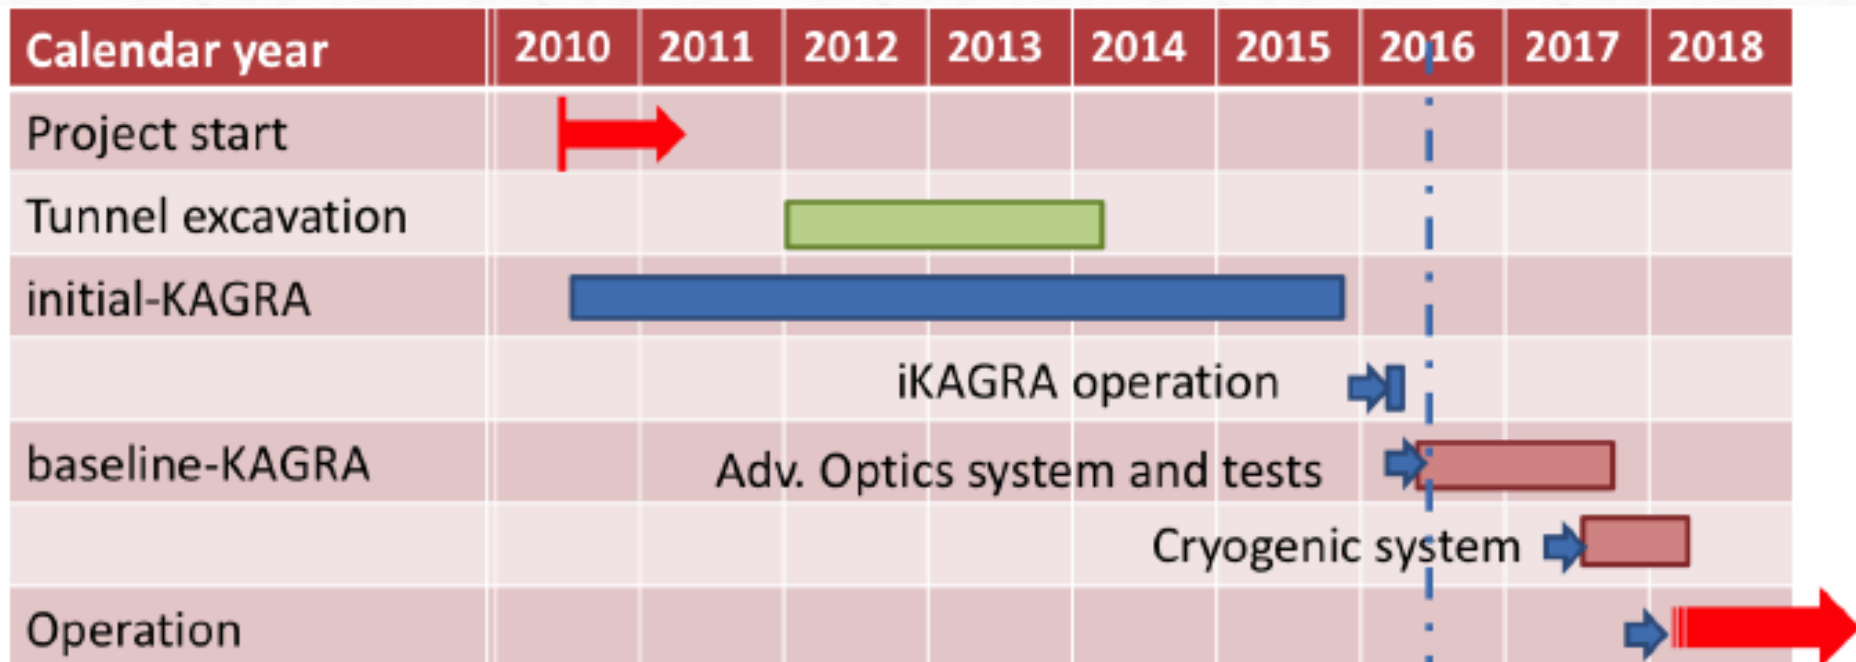 Calendar year 2010 2011 2012 2013 2014 2015 2016 2017 2018
Project start
Tunnel excavation
initial-KAGRA
iKAGRA operation
baseline-KAGRA Adv. Optics system and tests
Cryogenic system
Operation